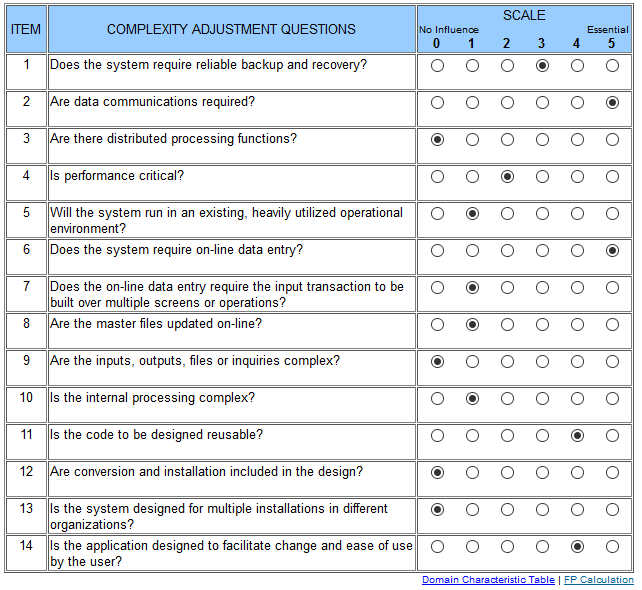 ITEM
COMPLEXITY ADJUSTMENT QUESTIONS
SCALE
No Influence Essential
0 1 2 3 4 5
1 Does the system require reliable backup and recovery?
2 Are data communications required?
3 Are there distributed processing functions?
4 Is performance critical?
5 Will the system run in an existing, heavily utilized operational
environment?
6 Does the system require on-line data entry?
7 Does the on-line data entry require the input transaction to be
built over multiple screens or operations?
8 Are the master files updated on-line?
9 Are the inputs, outputs, files or inquiries complex?
10 Is the internal processing complex?
11 Is the code to be designed reusable?
12 Are conversion and installation included in the design?
13 Is the system designed for multiple installations in different
organizations?
14 Is the application designed to facilitate change and ease of use
by the user?
Domain Characteristic Table | FP Calculation